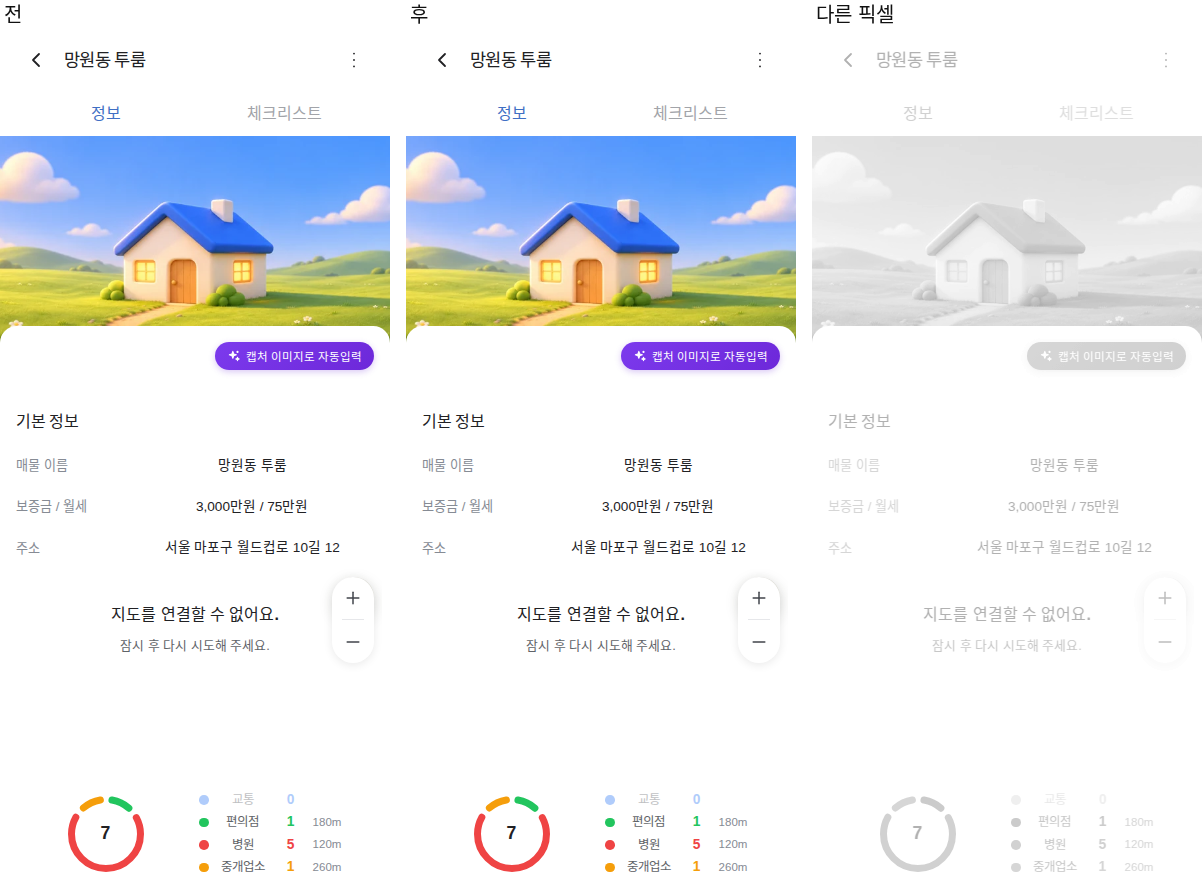 전 후 다른 픽셀
망원동 투룸 망원동 투룸 망원동 투룸
정보 체크리스트 정보 체크리스트 정보 체크리스트
캡처 이미지로 자동입력 캡처 이미지로 자동입력 캡처 이미지로 자동입력
기본 정보 기본 정보 기본 정보
매물 이름 망원동 투룸 매물 이름 망원동 투룸 매물 이름 망원동 투룸
보증금 / 월세 3,000만원 / 75만원 보증금 / 월세 3,000만원 / 75만원 보증금 / 월세 3,000만원 / 75만원
주소 서울 마포구 월드컵로 10길 12 주소 서울 마포구 월드컵로 10길 12 주소 서울 마포구 월드컵로 10길 12
지도를 연결할 수 없어요. 지도를 연결할 수 없어요. 지도를 연결할 수 없어요.
잠시 후 다시 시도해 주세요. 잠시 후 다시 시도해 주세요. 잠시 후 다시 시도해 주세요.
교통 0 교통 0 교통 0
편의점 1 180m 편의점 1 180m 편의점 1 180m
7 7 7
병원 5 120m 병원 5 120m 병원 5 120m
중개업소 1 260m 중개업소 1 260m 중개업소 1 260m